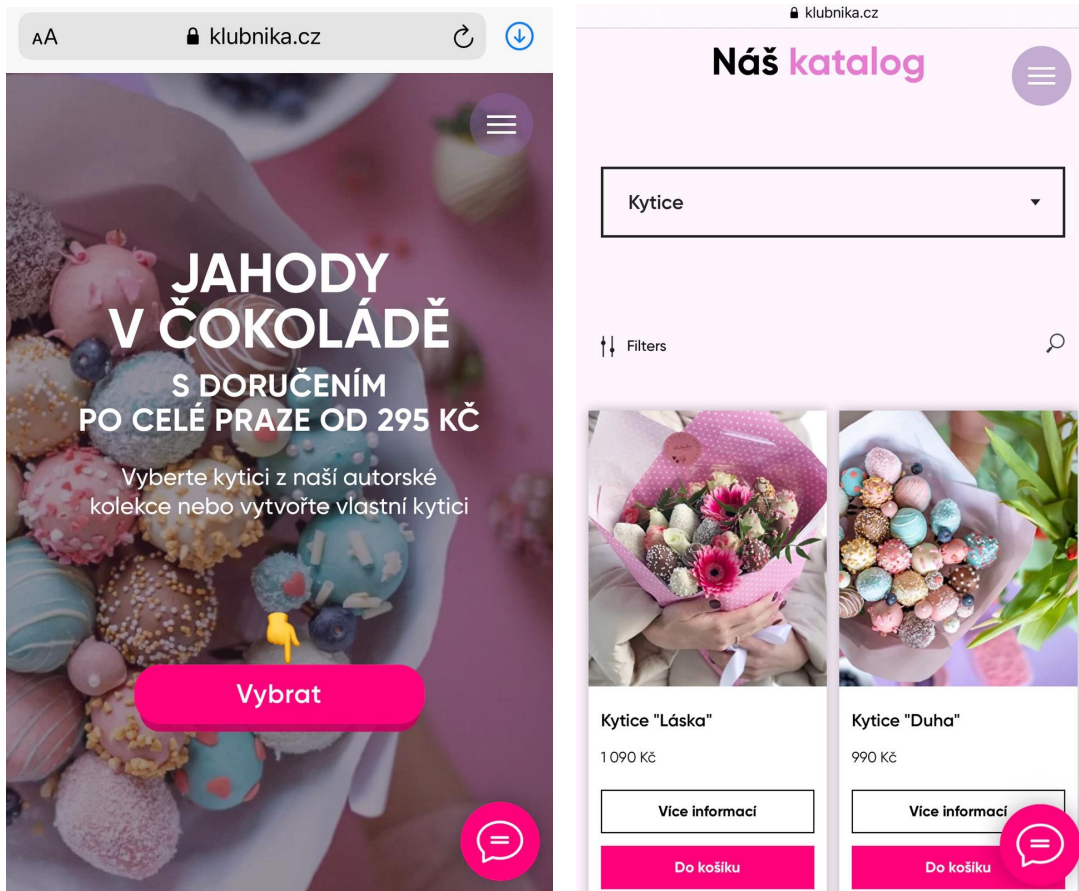 AA
klubnika.cz
JAHODY
V ČOKOLÁDĚ
S DORUČENÍM
PO CELÉ PRAZE OD 295 KČ
Vyberte kytici z naší autorské
kolekce nebo vytvořte vlastní kytici
Vybrat
klubnika.cz
Náš katalog
Kytice
Filters
Kytice "Láska"
1 090 Kč
Více informací
Do košíku
Kytice "Duha"
990 Kč
Více informací
Do košíku